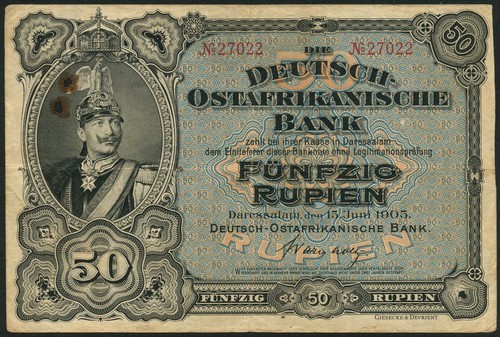 50
№27022 №27022
DIE
DEUTSCH-
OSTAFRIKANISCHE
BANK
zahlt bei ihrer Kasse in Daressalam
dem Einlieferer dieser Banknote ohne Legitimationsprüfung
FÜNFZIG
RUPIEN
Daressalam, den 15. Juni 1905.
DEUTSCH-OSTAFRIKANISCHE BANK.
50
RUPIEN
50
FÜNFZIG 50 RUPIEN
GIESECKE & DEVRIENT